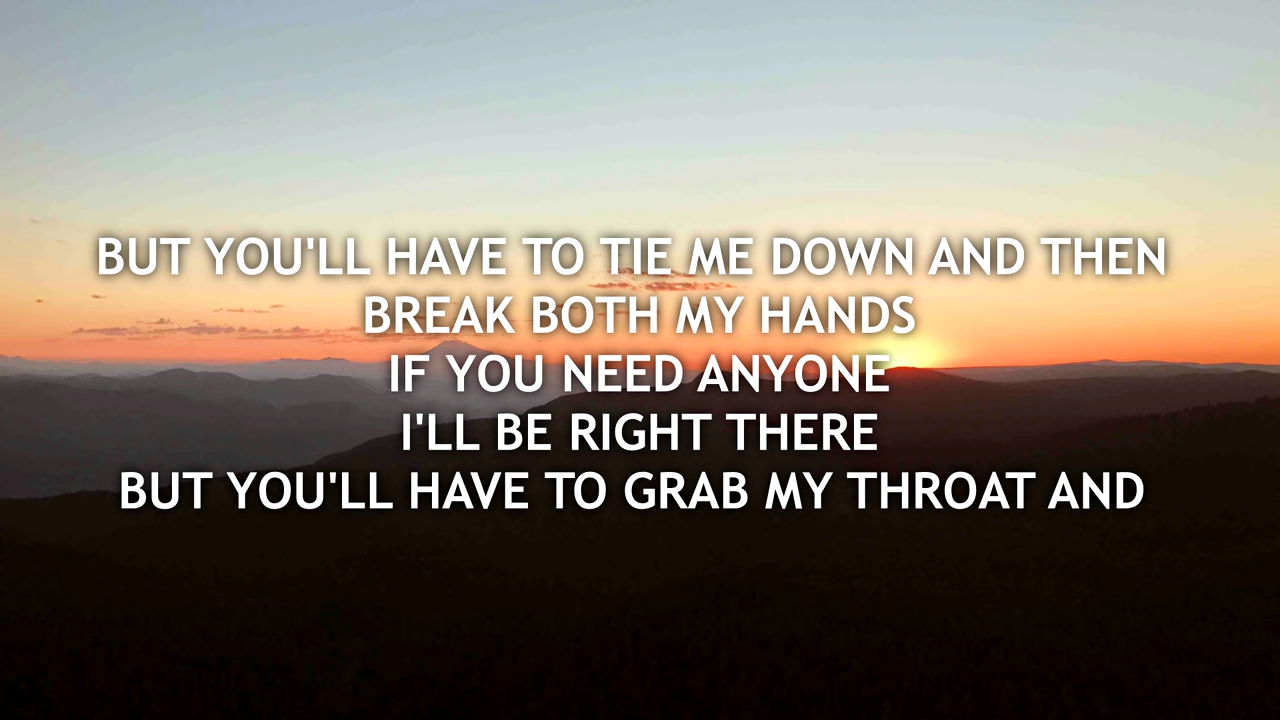 BUT YOU'LL HAVE TO TIE ME DOWN AND THEN
BREAK BOTH MY HANDS
IF YOU NEED ANYONE
I'LL BE RIGHT THERE
BUT YOU'LL HAVE TO GRAB MY THROAT AND